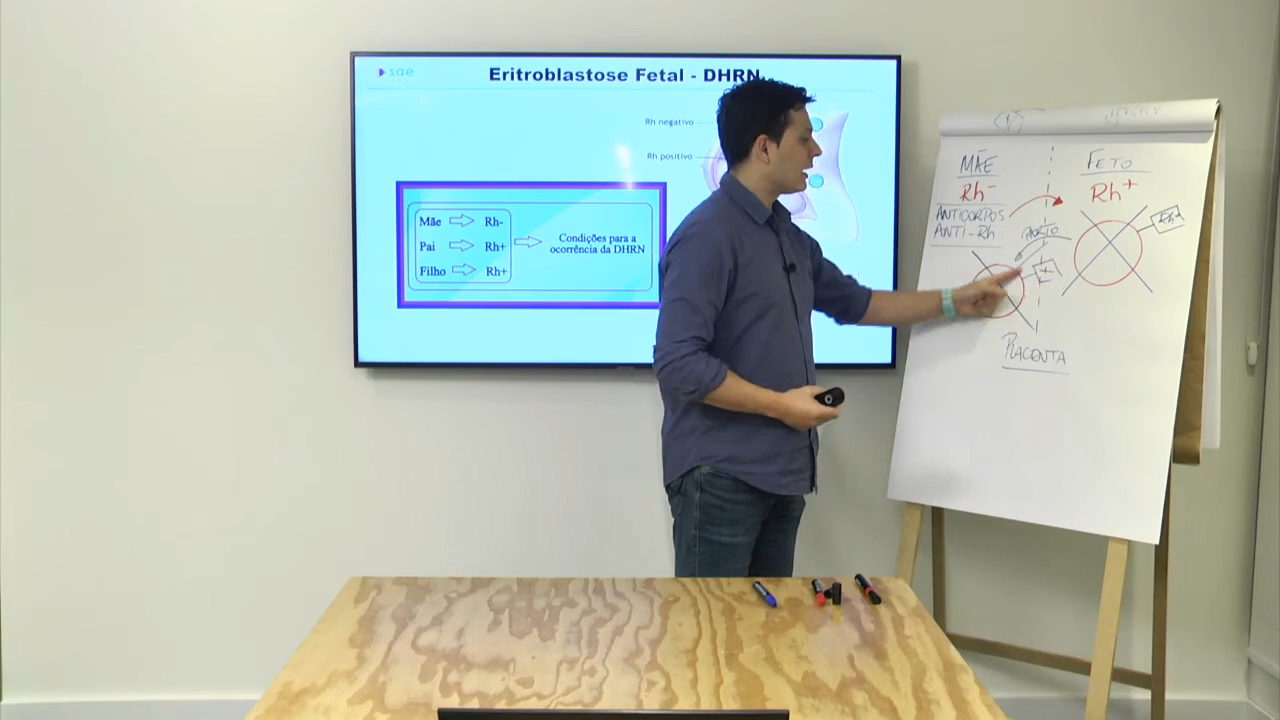 sae
Eritroblastose Fetal - DHRN
Rh negativo
Rh positivo
Mãe Rh-
Pai Rh+
Filho Rh+
Condições para a
ocorrência da DHRN
MÃE
Rh-
ANTICORPOS
ANTI-Rh
FETO
Rh+
PARTO
PLACENTA